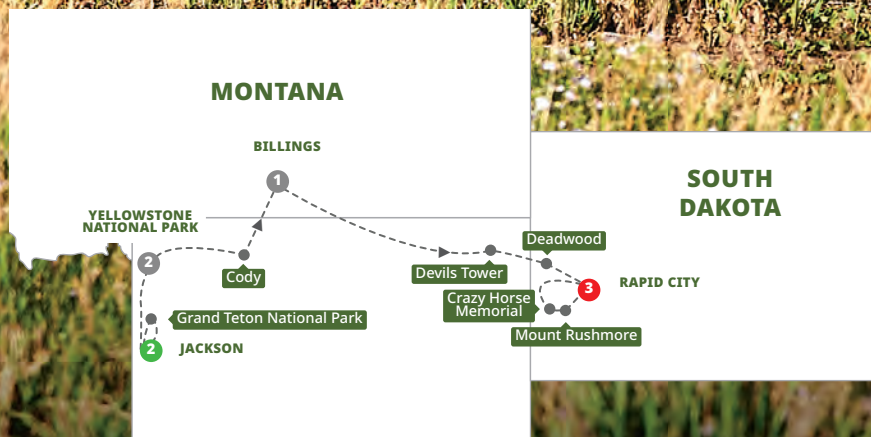 MONTANA
BILLINGS
1
SOUTH
DAKOTA
YELLOWSTONE
NATIONAL PARK
2
Cody
Deadwood
Devils Tower
3
RAPID CITY
Crazy Horse
Memorial
Mount Rushmore
Grand Teton National Park
2
JACKSON